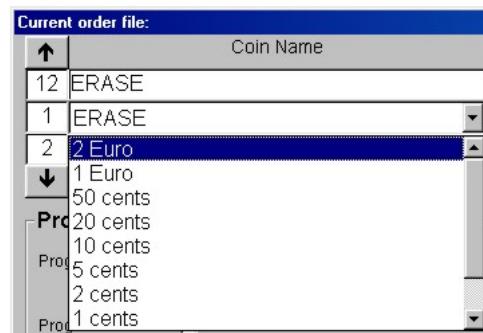 Current order file:
Coin Name
12 ERASE
1 ERASE
2 2 Euro
1 Euro
50 cents
20 cents
10 cents
5 cents
2 cents
1 cents